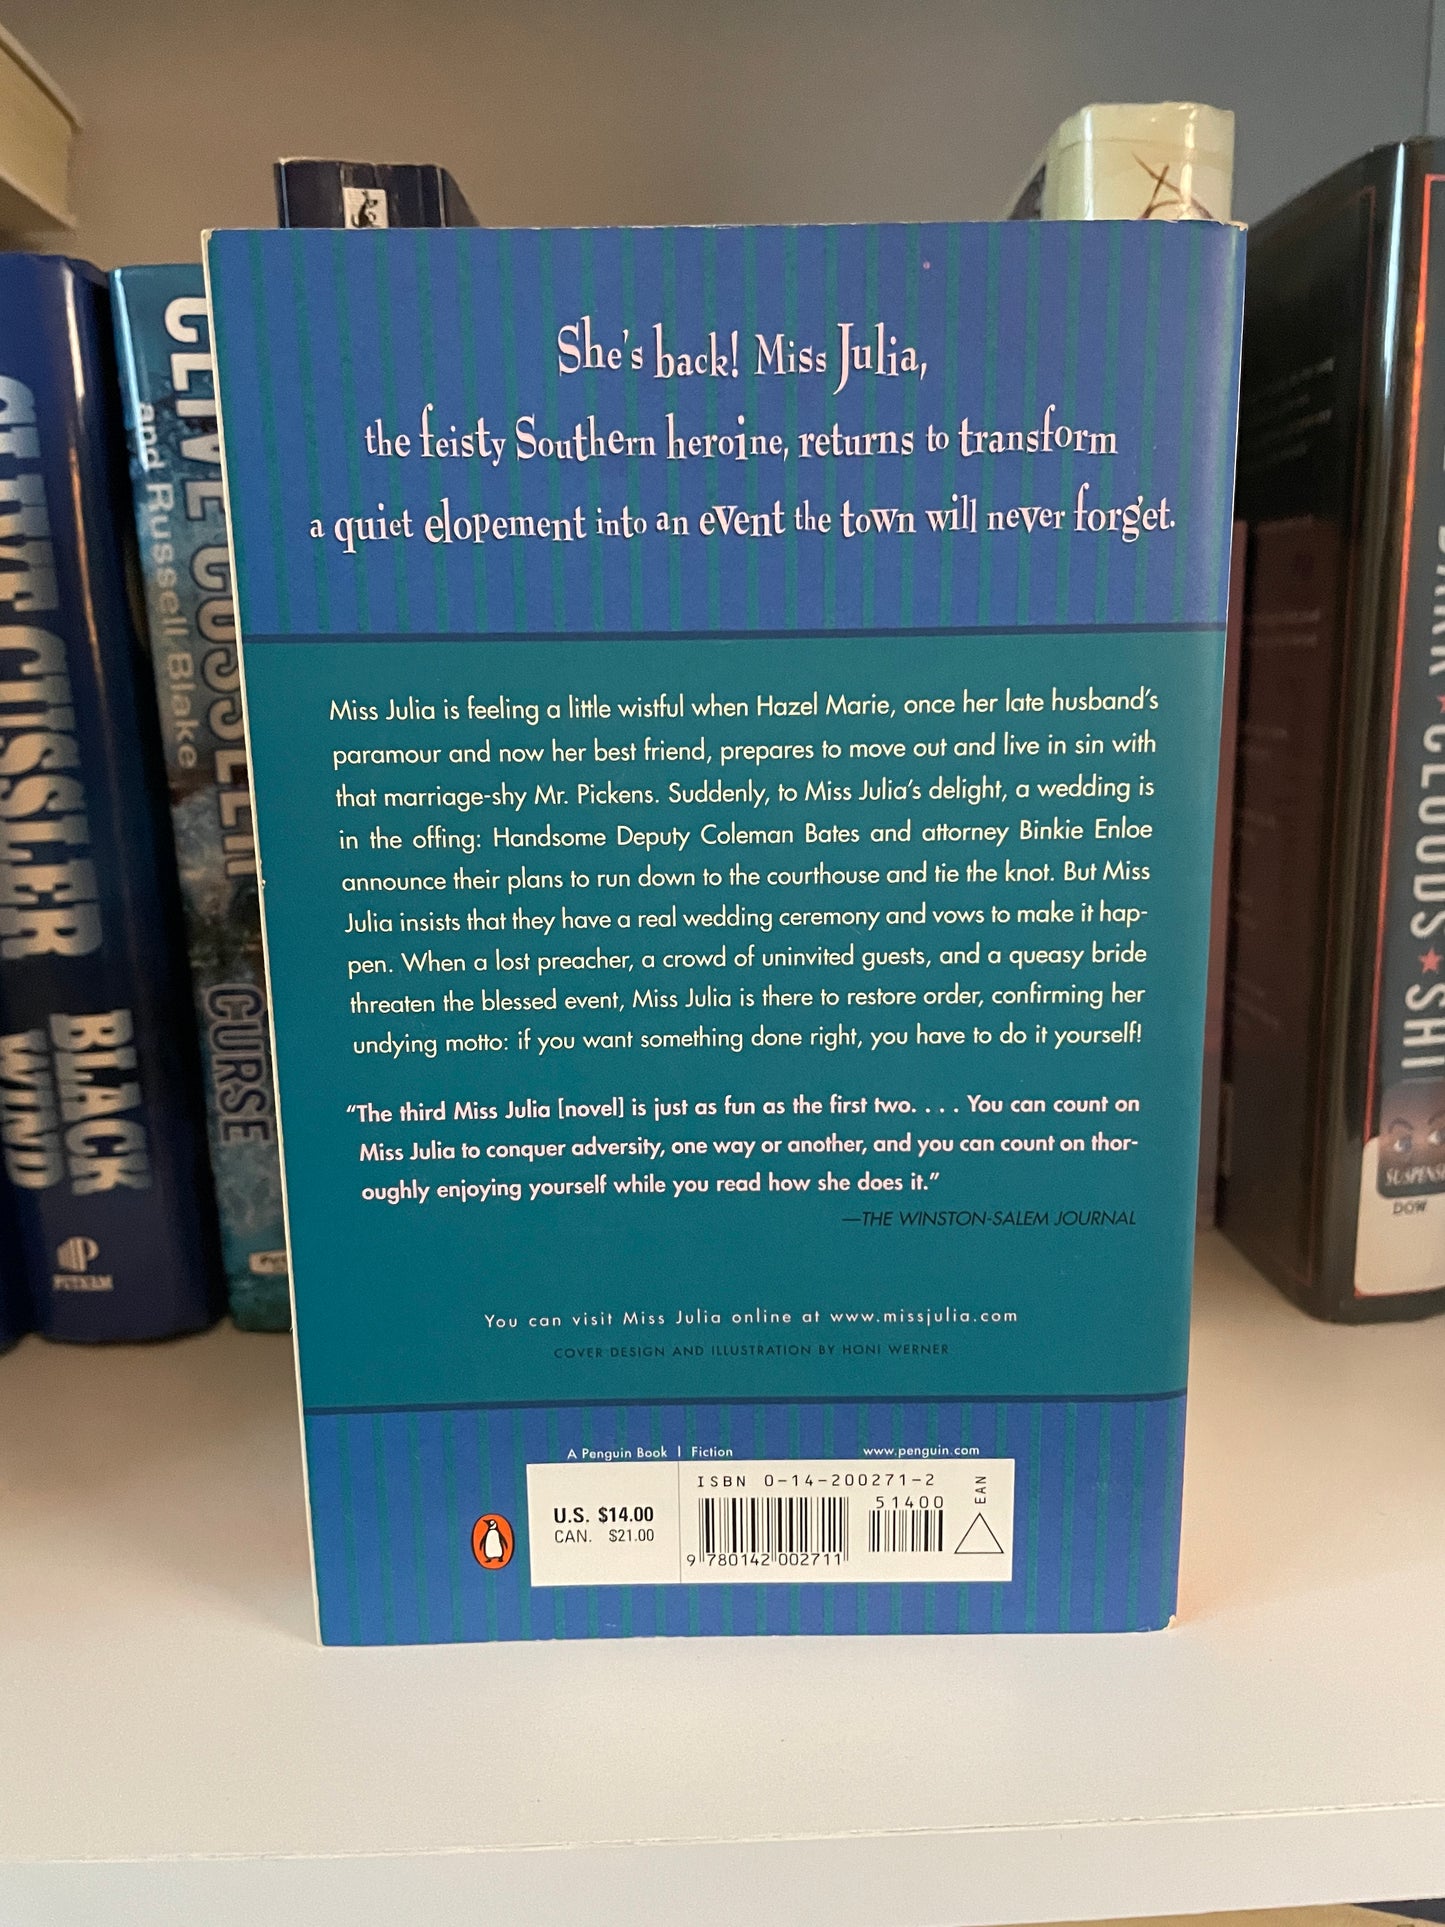 She's back! Miss Julia,
the feisty Southern heroine, returns to transform
a quiet elopement into an event the town will never forget.
Miss Julia is feeling a little wistful when Hazel Marie, once her late husband's
paramour and now her best friend, prepares to move out and live in sin with
that marriage-shy Mr. Pickens. Suddenly, to Miss Julia's delight, a wedding is
in the offing: Handsome Deputy Coleman Bates and attorney Binkie Enloe
announce their plans to run down to the courthouse and tie the knot. But Miss
Julia insists that they have a real wedding ceremony and vows to make it hap-
pen. When a lost preacher, a crowd of uninvited guests, and a queasy bride
threaten the blessed event, Miss Julia is there to restore order, confirming her
undying motto: if you want something done right, you have to do it yourself!
"The third Miss Julia [novel] is just as fun as the first two. . . . You can count on
Miss Julia to conquer adversity, one way or another, and you can count on thor-
oughly enjoying yourself while you read how she does it."
—THE WINSTON-SALEM JOURNAL
You can visit Miss Julia online at www.missjulia.com
COVER DESIGN AND ILLUSTRATION BY HONI WERNER
A Penguin Book | Fiction
www.penguin.com
U.S. $14.00
CAN. $21.00
ISBN 0-14-200271-2
51400
EAN
9 780142 002711
CLIVE CUSSLER
BLACK
WIND
PUTNAM
CLIVE CUSSLER
and Russell Blake
CURSE
CLOUDS
SHI
DOW